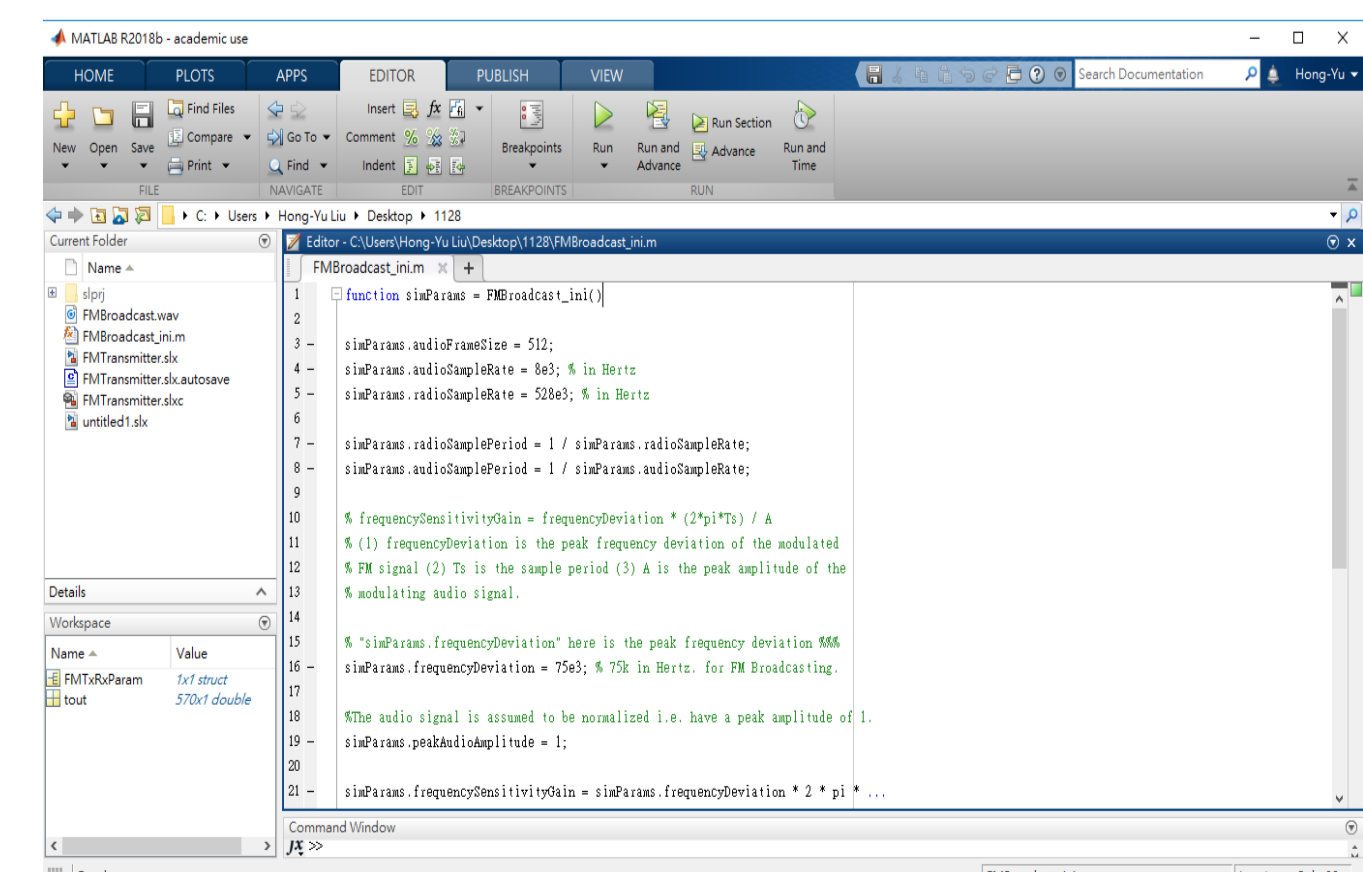 MATLAB R2018b - academic use
HOME PLOTS APPS EDITOR PUBLISH VIEW
Search Documentation
Hong-Yu
New Open Save
Find Files
Compare
Print
FILE
Go To
Find
NAVIGATE
Insert fx
Comment
Indent
EDIT
Breakpoints
BREAKPOINTS
Run
Run and Advance
Run Section
Advance
Run and Time
RUN
C: Users Hong-Yu Liu Desktop 1128
Current Folder
Name
slprj
FMBroadcast.wav
FMBroadcast_ini.m
FMTransmitter.slx
FMTransmitter.slx.autosave
FMTransmitter.slxc
untitled1.slx
Details
Workspace
Name Value
FMTxRxParam 1x1 struct
tout 570x1 double
Editor - C:\Users\Hong-Yu Liu\Desktop\1128\FMBroadcast_ini.m
FMBroadcast_ini.m +
1 function simParams = FMBroadcast_ini()
2
3 – simParams.audioFrameSize = 512;
4 – simParams.audioSampleRate = 8e3; % in Hertz
5 – simParams.radioSampleRate = 528e3; % in Hertz
6
7 – simParams.radioSamplePeriod = 1 / simParams.radioSampleRate;
8 – simParams.audioSamplePeriod = 1 / simParams.audioSampleRate;
9
10 % frequencySensitivityGain = frequencyDeviation * (2*pi*Ts) / A
11 % (1) frequencyDeviation is the peak frequency deviation of the modulated
12 % FM signal (2) Ts is the sample period (3) A is the peak amplitude of the
13 % modulating audio signal.
14
15 % "simParams.frequencyDeviation" here is the peak frequency deviation %%%
16 – simParams.frequencyDeviation = 75e3; % 75k in Hertz. for FM Broadcasting.
17
18 %The audio signal is assumed to be normalized i.e. have a peak amplitude of 1.
19 – simParams.peakAudioAmplitude = 1;
20
21 – simParams.frequencySensitivityGain = simParams.frequencyDeviation * 2 * pi * ...
Command Window
fx >>